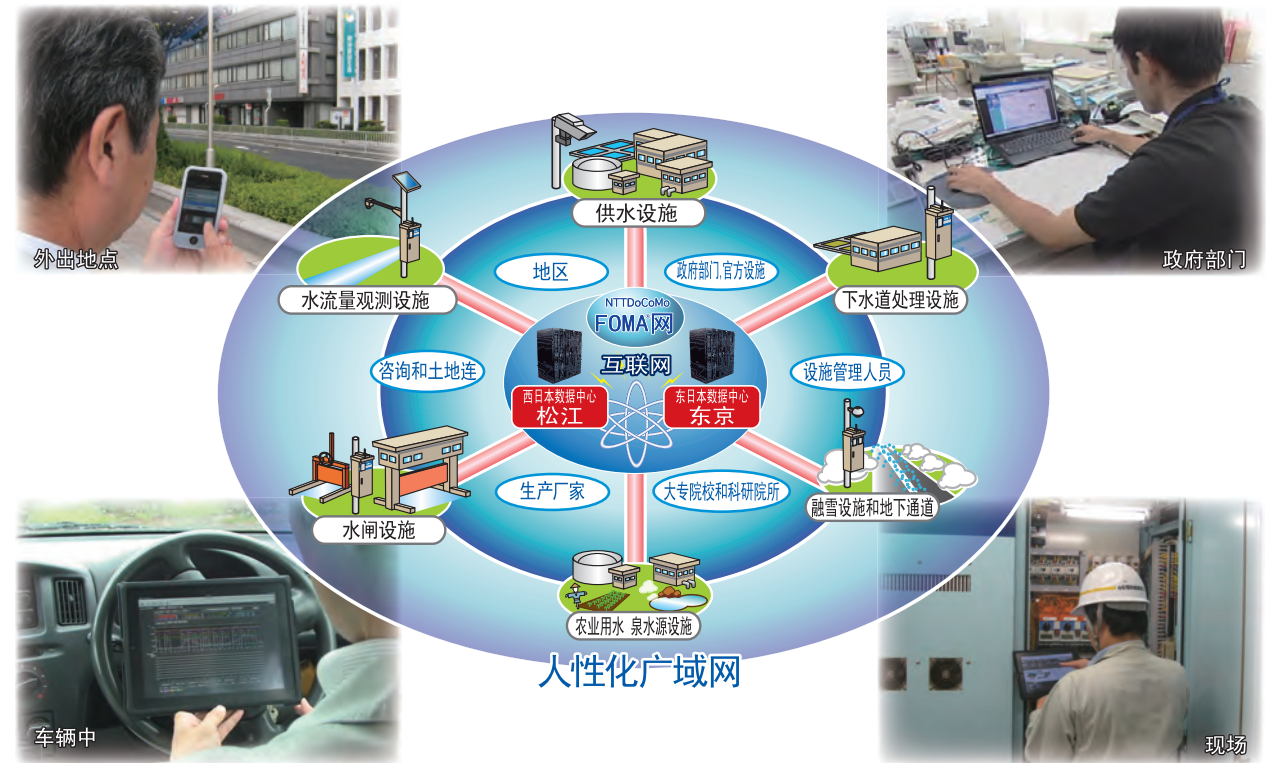 供水设施
外出地点
政府部门
水流量观测设施
地区
政府部门,官方设施
下水道处理设施
NTTDoCoMo
FOMA®网
互联网
咨询和土地连
设施管理人员
西日本数据中心
松江
东日本数据中心
东京
生产厂家
大专院校和科研院所
水闸设施
融雪设施和地下通道
农业用水 泉水源设施
人性化广域网
车辆中
现场